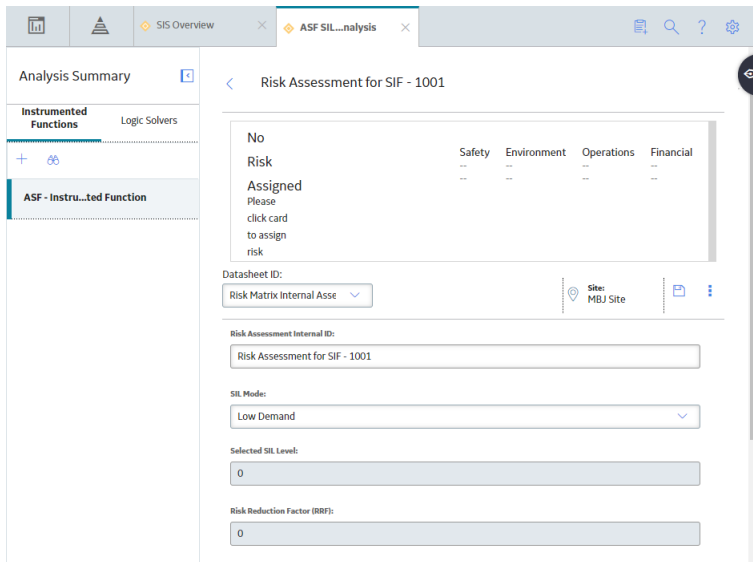 SIS Overview
ASF SIL...nalysis
Analysis Summary
Instrumented
Functions
Logic Solvers
ASF - Instru...ted Function
Risk Assessment for SIF - 1001
No
Risk
Assigned
Please
click card
to assign
risk
Safety Environment Operations Financial
-- -- -- --
-- -- -- --
Datasheet ID:
Risk Matrix Internal Asse
Site:
MBJ Site
Risk Assessment Internal ID:
Risk Assessment for SIF - 1001
SIL Mode:
Low Demand
Selected SIL Level:
0
Risk Reduction Factor (RRF):
0